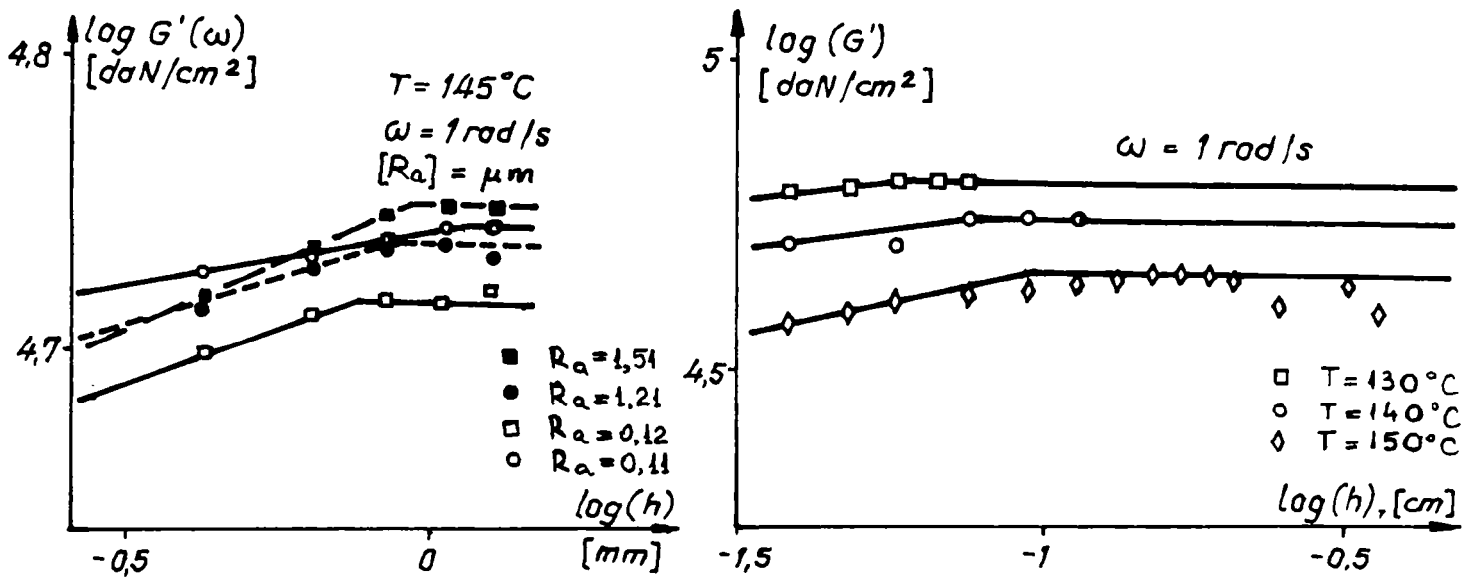 log G'(ω)
[daN/cm²]
4,8
T = 145°C
ω = 1 rad/s
[Ra] = μm
4,7
Ra=1,51
Ra=1,21
Ra=0,12
Ra=0,11
log(h)
[mm]
-0,5
0
log (G')
[daN/cm²]
5
ω = 1 rad/s
4,5
T=130°C
T=140°C
T=150°C
log(h), [cm]
-1,5
-1
-0,5